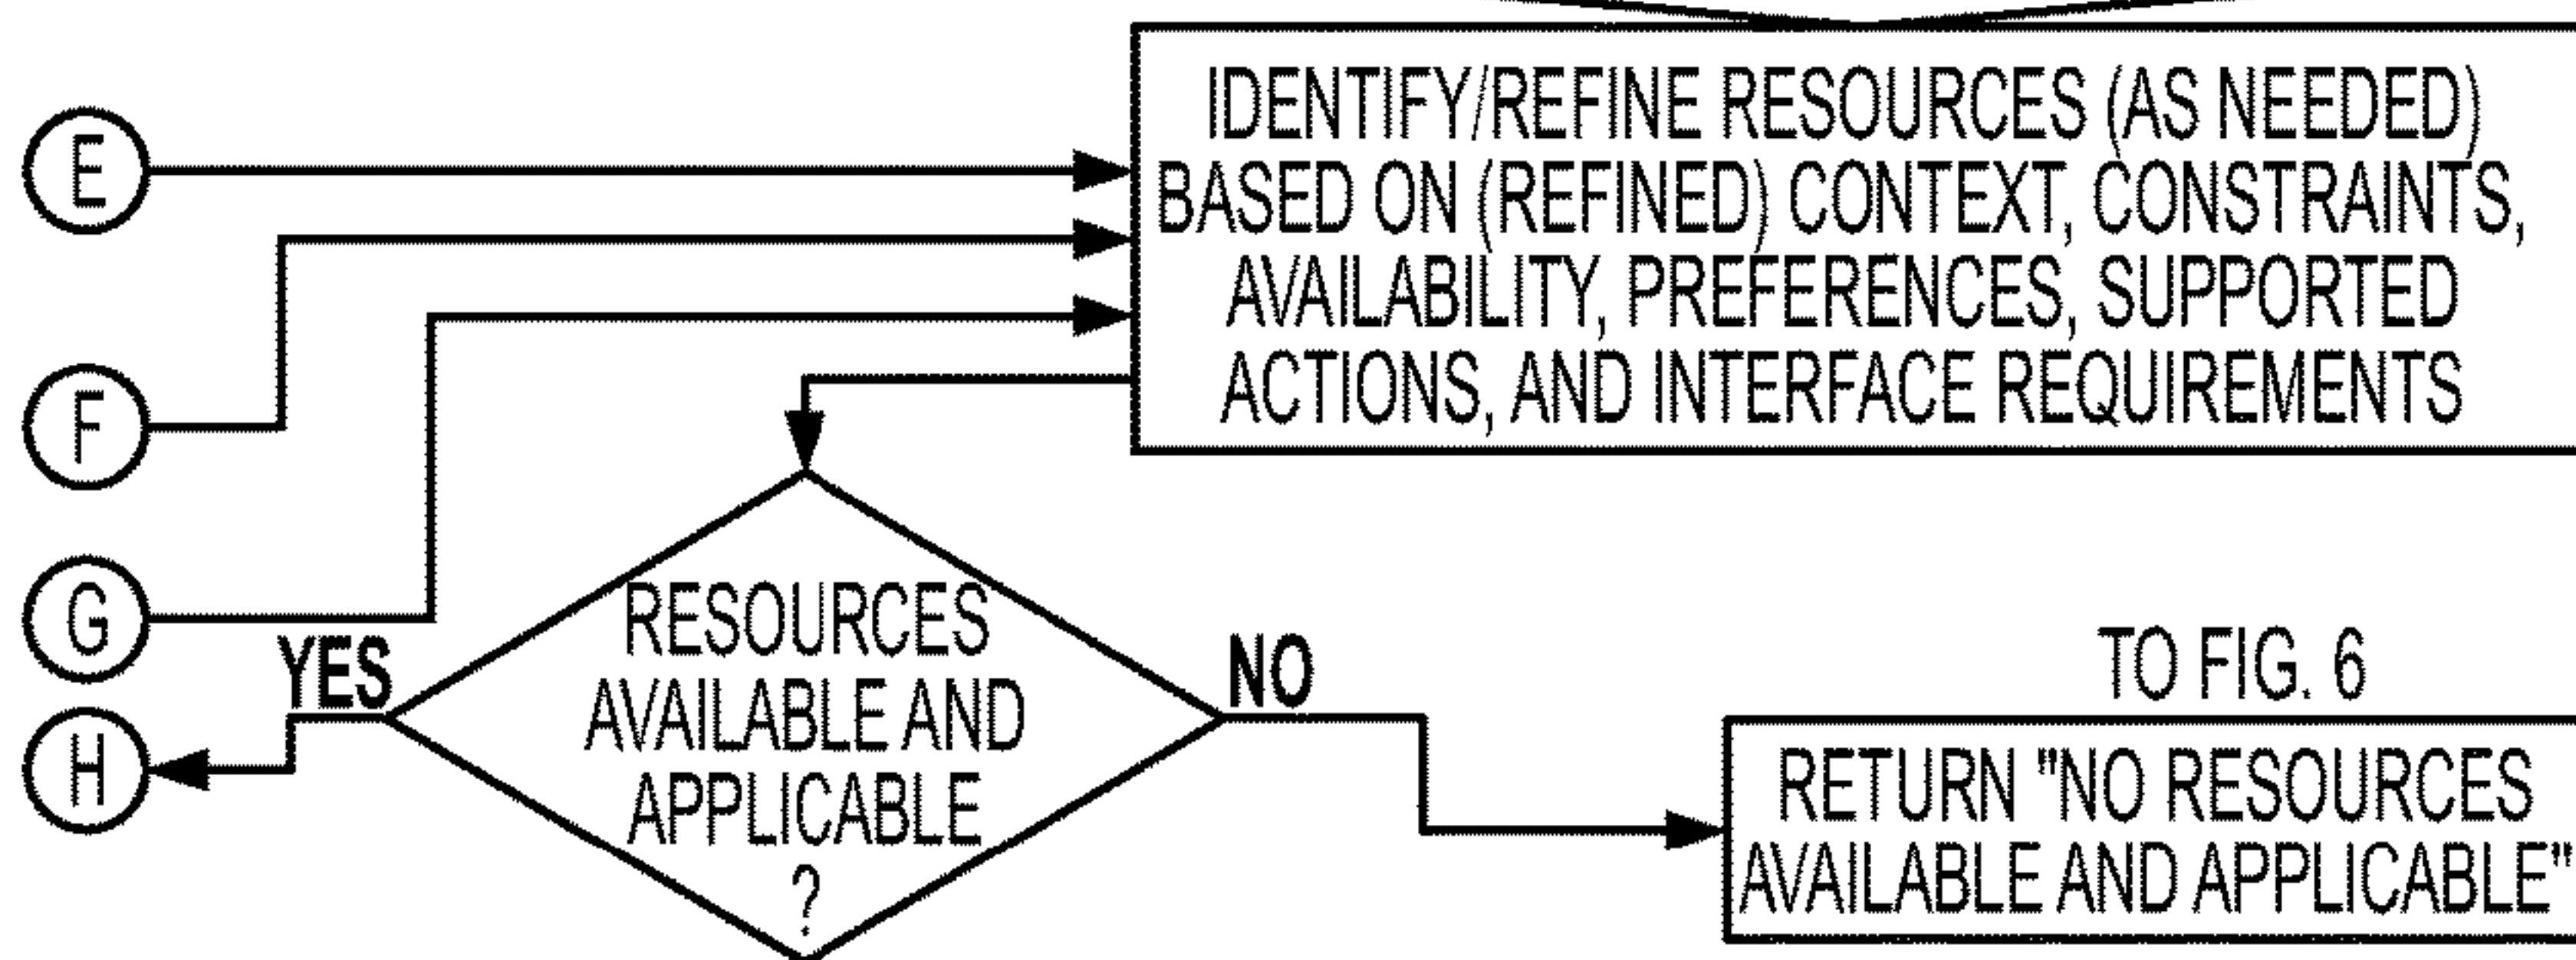 IDENTIFY/REFINE RESOURCES (AS NEEDED)
BASED ON (REFINED) CONTEXT, CONSTRAINTS,
AVAILABILITY, PREFERENCES, SUPPORTED
ACTIONS, AND INTERFACE REQUIREMENTS
E
F
G
H
YES
RESOURCES
AVAILABLE AND
APPLICABLE
?
NO
TO FIG. 6
RETURN "NO RESOURCES
AVAILABLE AND APPLICABLE"